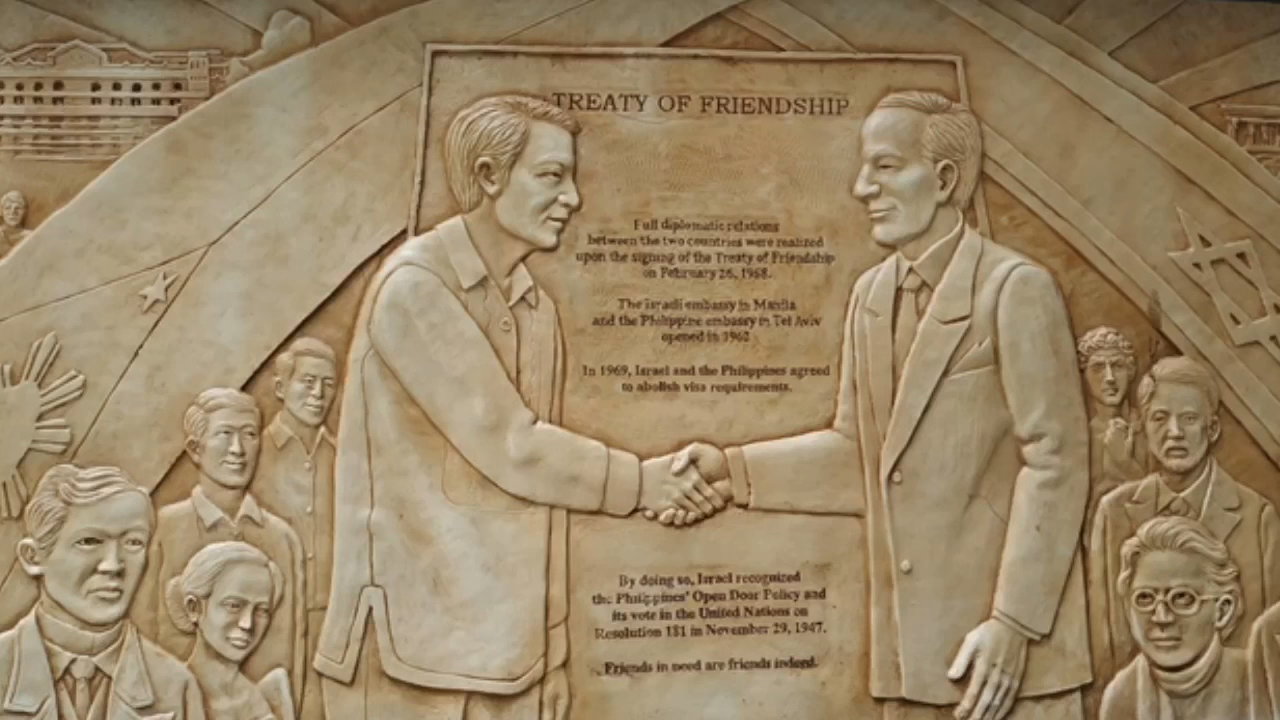 TREATY OF FRIENDSHIP
Full diplomatic relations
between the two countries were realized
upon the signing of the Treaty of Friendship
on February 26, 1968.
The israeli embassy in Manila
and the Philippine embassy in Tel Aviv
opened in 1962
In 1969, Israel and the Philippines agreed
to abolish visa requirements.
By doing so, Israel recognized
the Philippines' Open Door Policy and
its vote in the United Nations on
Resolution 181 in November 29, 1947.
Friends in need are friends indeed.